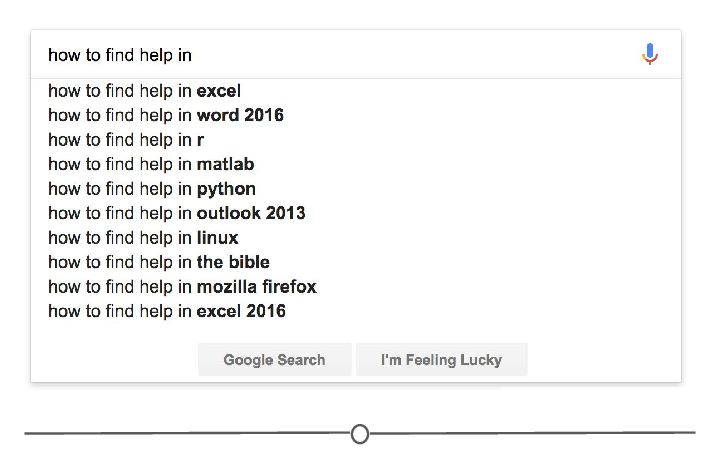 how to find help in
how to find help in excel
how to find help in word 2016
how to find help in r
how to find help in matlab
how to find help in python
how to find help in outlook 2013
how to find help in linux
how to find help in the bible
how to find help in mozilla firefox
how to find help in excel 2016
Google Search I'm Feeling Lucky